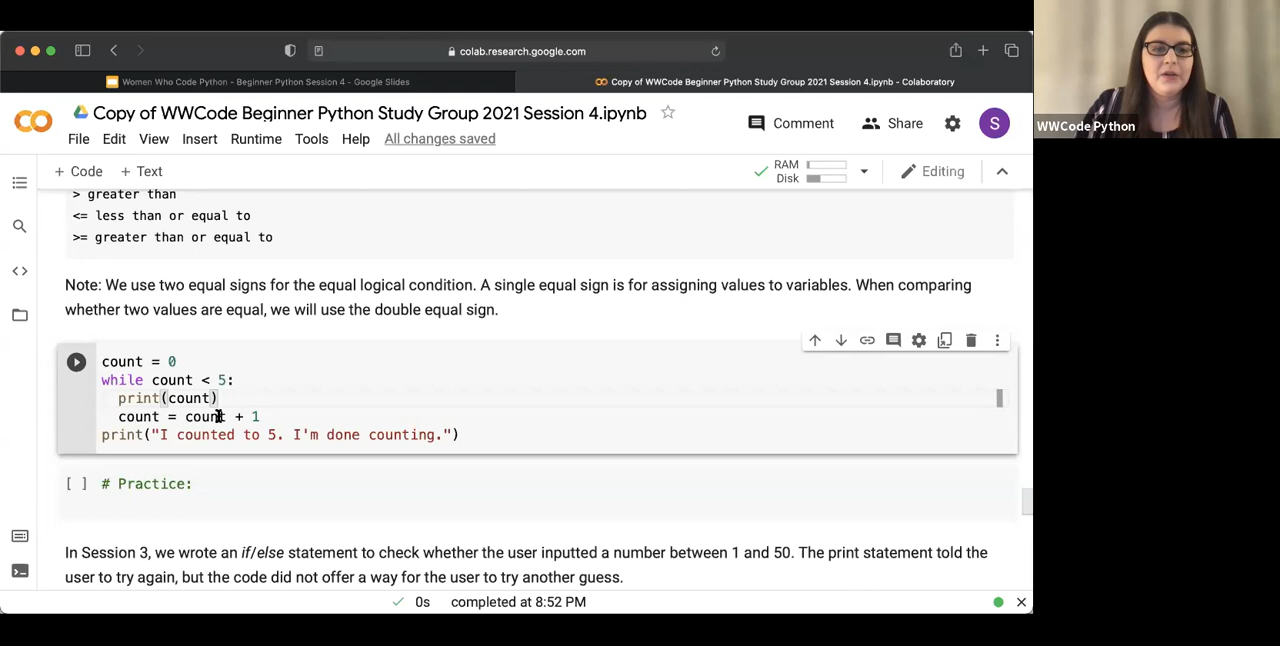 colab.research.google.com
Women Who Code Python - Beginner Python Session 4 - Google Slides
Copy of WWCode Beginner Python Study Group 2021 Session 4.ipynb - Colaboratory
Copy of WWCode Beginner Python Study Group 2021 Session 4.ipynb
Comment
Share
S
File Edit View Insert Runtime Tools Help All changes saved
+ Code + Text
RAM
Disk
Editing
> greater than
<= less than or equal to
>= greater than or equal to
Note: We use two equal signs for the equal logical condition. A single equal sign is for assigning values to variables. When comparing
whether two values are equal, we will use the double equal sign.
count = 0
while count < 5:
print(count)
count = count + 1
print("I counted to 5. I'm done counting.")
[ ] # Practice:
In Session 3, we wrote an if/else statement to check whether the user inputted a number between 1 and 50. The print statement told the
user to try again, but the code did not offer a way for the user to try another guess.
0s completed at 8:52 PM
WWCode Python